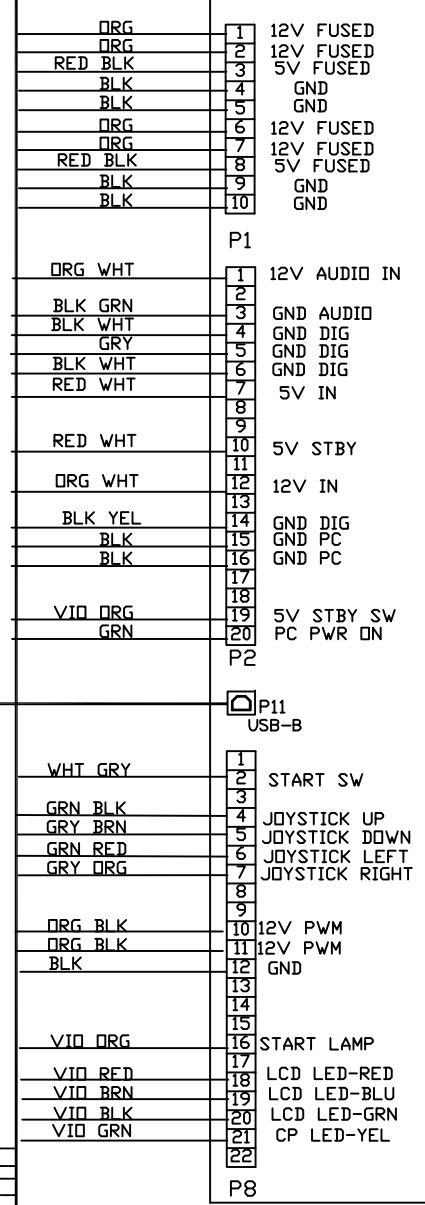 ORG 1 12V FUSED
ORG 2 12V FUSED
RED BLK 3 5V FUSED
BLK 4 GND
BLK 5 GND
ORG 6 12V FUSED
ORG 7 12V FUSED
RED BLK 8 5V FUSED
BLK 9 GND
BLK 10 GND
P1
ORG WHT 1 12V AUDIO IN
2
BLK GRN 3 GND AUDIO
BLK WHT 4 GND DIG
GRY 5 GND DIG
BLK WHT 6 GND DIG
RED WHT 7 5V IN
8
9
RED WHT 10 5V STBY
11
ORG WHT 12 12V IN
13
BLK YEL 14 GND DIG
BLK 15 GND PC
BLK 16 GND PC
17
18
VIO ORG 19 5V STBY SW
GRN 20 PC PWR ON
P2
P11
USB-B
1
WHT GRY 2 START SW
3
GRN BLK 4 JOYSTICK UP
GRY BRN 5 JOYSTICK DOWN
GRN RED 6 JOYSTICK LEFT
GRY ORG 7 JOYSTICK RIGHT
8
9
ORG BLK 10 12V PWM
ORG BLK 11 12V PWM
BLK 12 GND
13
14
15
VIO ORG 16 START LAMP
17
VIO RED 18 LCD LED-RED
VIO BRN 19 LCD LED-BLU
VIO BLK 20 LCD LED-GRN
VIO GRN 21 CP LED-YEL
22
P8